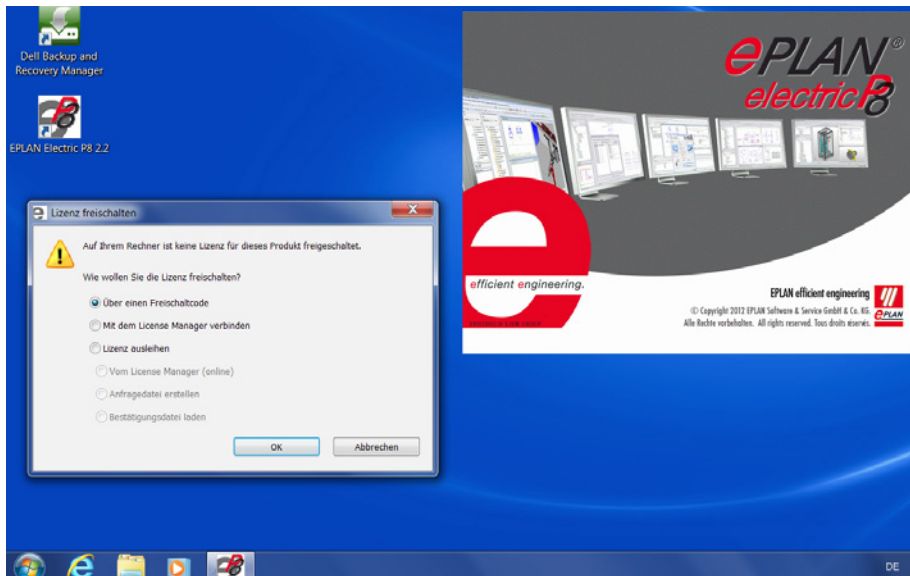 Dell Backup and
Recovery Manager
EPLAN Electric P8 2.2
ePLAN®
electric P8
efficient engineering.
EPLAN efficient engineering
© Copyright 2012 EPLAN Software & Service GmbH & Co. KG.
Alle Rechte vorbehalten. All rights reserved. Tous droits réservés.
ePLAN
Lizenz freischalten
Auf Ihrem Rechner ist keine Lizenz für dieses Produkt freigeschaltet.
Wie wollen Sie die Lizenz freischalten?
Über einen Freischaltcode
Mit dem License Manager verbinden
Lizenz ausleihen
Vom License Manager (online)
Anfragedatei erstellen
Bestätigungsdatei laden
OK
Abbrechen
DE